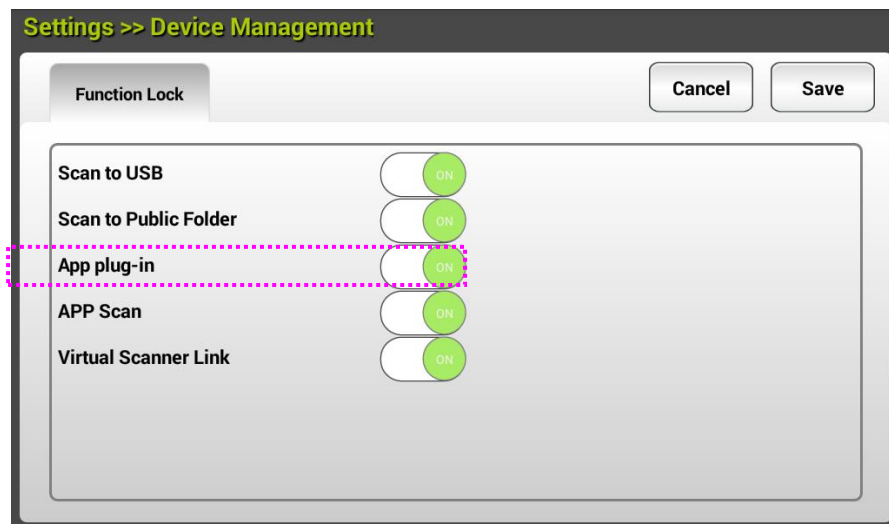 Settings >> Device Management
Function Lock
Cancel
Save
Scan to USB
ON
Scan to Public Folder
ON
App plug-in
ON
APP Scan
ON
Virtual Scanner Link
ON